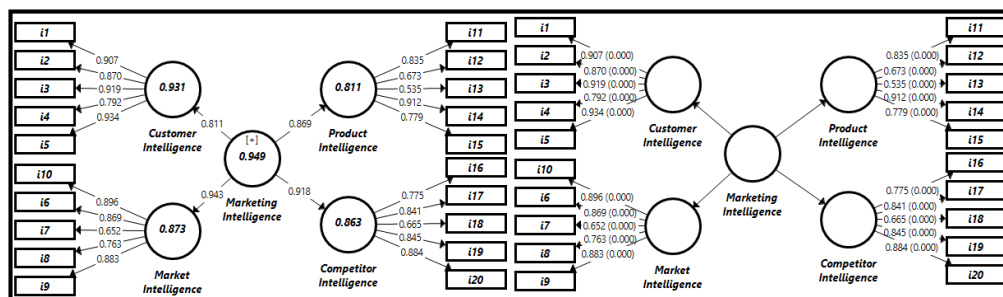 i1
i2
i3
i4
i5
0.907
0.870
0.919
0.792
0.934
0.931
Customer
Intelligence
0.811
i10
i6
i7
i8
i9
0.896
0.869
0.652
0.763
0.883
0.873
Market
Intelligence
0.943
[+]
0.949
Marketing
Intelligence
0.869
0.811
Product
Intelligence
0.835
0.673
0.535
0.912
0.779
i11
i12
i13
i14
i15
0.918
0.863
Competitor
Intelligence
0.775
0.841
0.665
0.845
0.884
i16
i17
i18
i19
i20
i1
i2
i3
i4
i5
0.907 (0.000)
0.870 (0.000)
0.919 (0.000)
0.792 (0.000)
0.934 (0.000)
Customer
Intelligence
i10
i6
i7
i8
i9
0.896 (0.000)
0.869 (0.000)
0.652 (0.000)
0.763 (0.000)
0.883 (0.000)
Market
Intelligence
Marketing
Intelligence
Product
Intelligence
0.835 (0.000)
0.673 (0.000)
0.535 (0.000)
0.912 (0.000)
0.779 (0.000)
i11
i12
i13
i14
i15
Competitor
Intelligence
0.775 (0.000)
0.841 (0.000)
0.665 (0.000)
0.845 (0.000)
0.884 (0.000)
i16
i17
i18
i19
i20